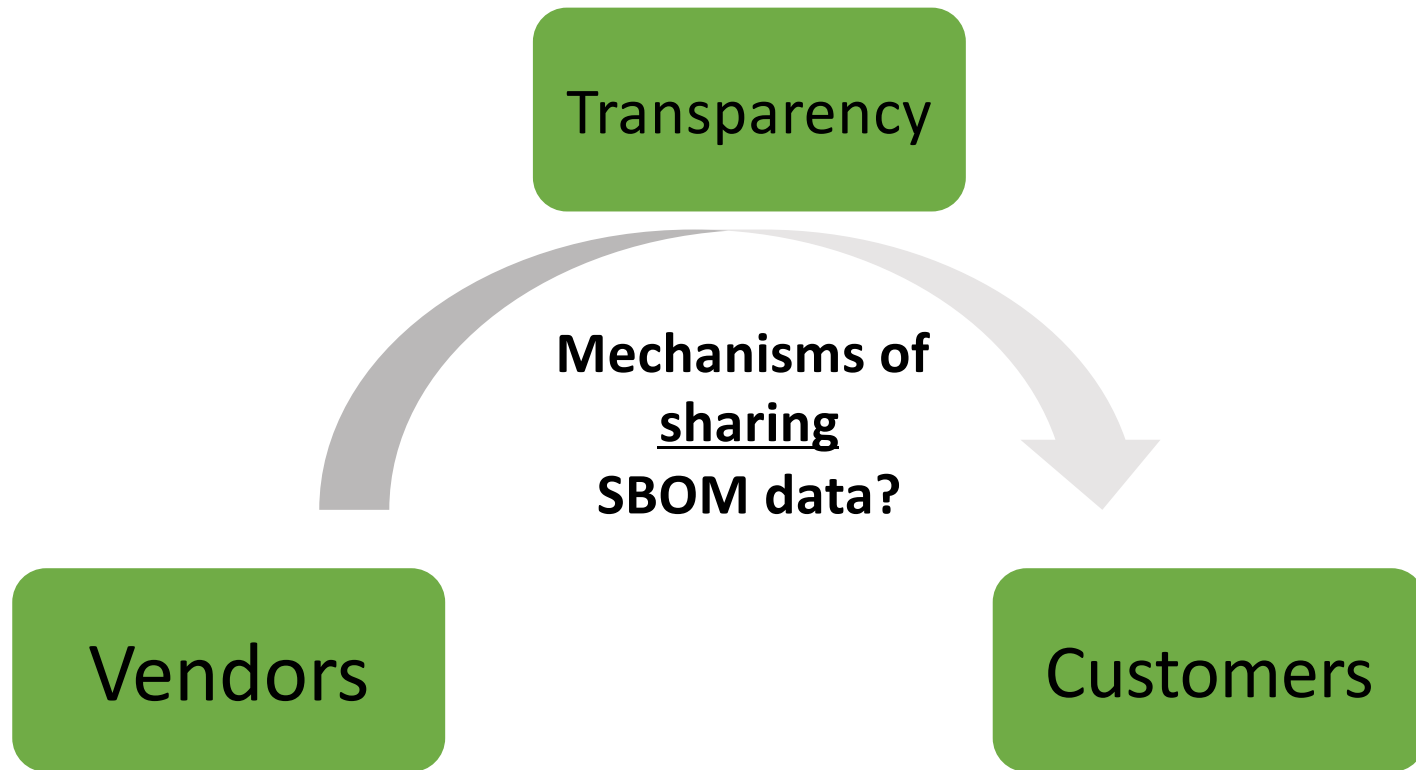 Transparency
Mechanisms of
sharing
SBOM data?
Vendors
Customers